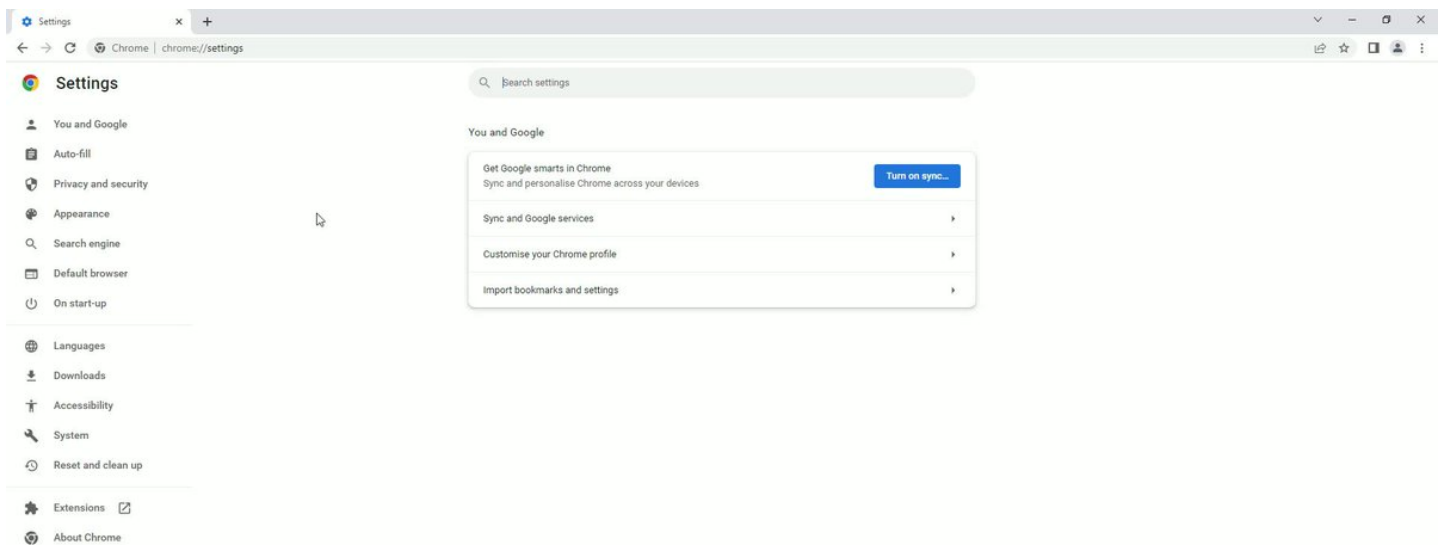 Settings
Chrome | chrome://settings
Settings
Search settings
You and Google
Auto-fill
Privacy and security
Appearance
Search engine
Default browser
On start-up
Languages
Downloads
Accessibility
System
Reset and clean up
Extensions
About Chrome
You and Google
Get Google smarts in Chrome
Sync and personalise Chrome across your devices
Turn on sync...
Sync and Google services
Customise your Chrome profile
Import bookmarks and settings